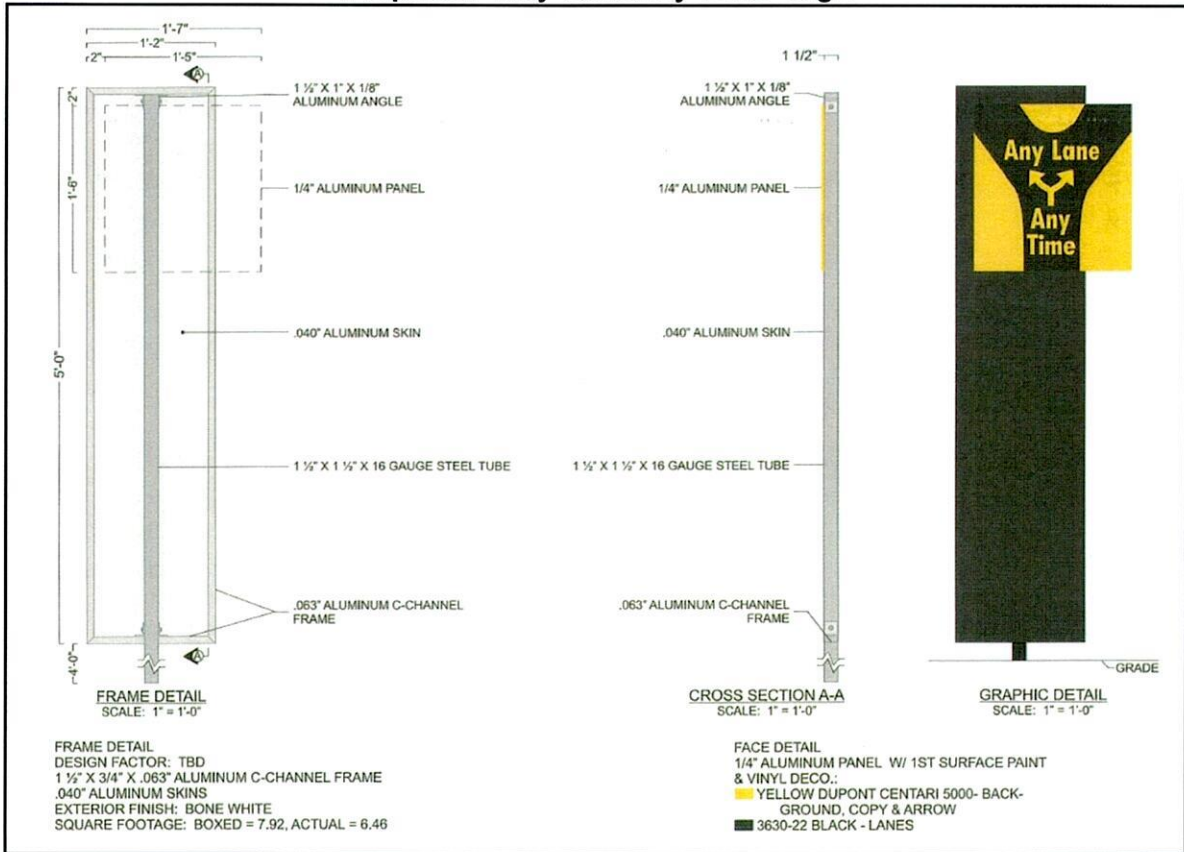 1'-7"
1'-2"
2" 1'-5"
A
2"
1'-6"
5'-0"
4'-0"
1 ½" X 1" X 1/8"
ALUMINUM ANGLE
1/4" ALUMINUM PANEL
.040" ALUMINUM SKIN
1 ½" X 1 ½" X 16 GAUGE STEEL TUBE
.063" ALUMINUM C-CHANNEL
FRAME
A
FRAME DETAIL
SCALE: 1" = 1'-0"
1 1/2"
1 ½" X 1" X 1/8"
ALUMINUM ANGLE
1/4" ALUMINUM PANEL
.040" ALUMINUM SKIN
1 ½" X 1 ½" X 16 GAUGE STEEL TUBE
.063" ALUMINUM C-CHANNEL
FRAME
CROSS SECTION A-A
SCALE: 1" = 1'-0"
Any Lane
Any
Time
GRADE
GRAPHIC DETAIL
SCALE: 1" = 1'-0"
FRAME DETAIL
DESIGN FACTOR: TBD
1 ½" X 3/4" X .063" ALUMINUM C-CHANNEL FRAME
.040" ALUMINUM SKINS
EXTERIOR FINISH: BONE WHITE
SQUARE FOOTAGE: BOXED = 7.92, ACTUAL = 6.46
FACE DETAIL
1/4" ALUMINUM PANEL W/ 1ST SURFACE PAINT
& VINYL DECO.:
YELLOW DUPONT CENTARI 5000- BACK-
GROUND, COPY & ARROW
3630-22 BLACK - LANES